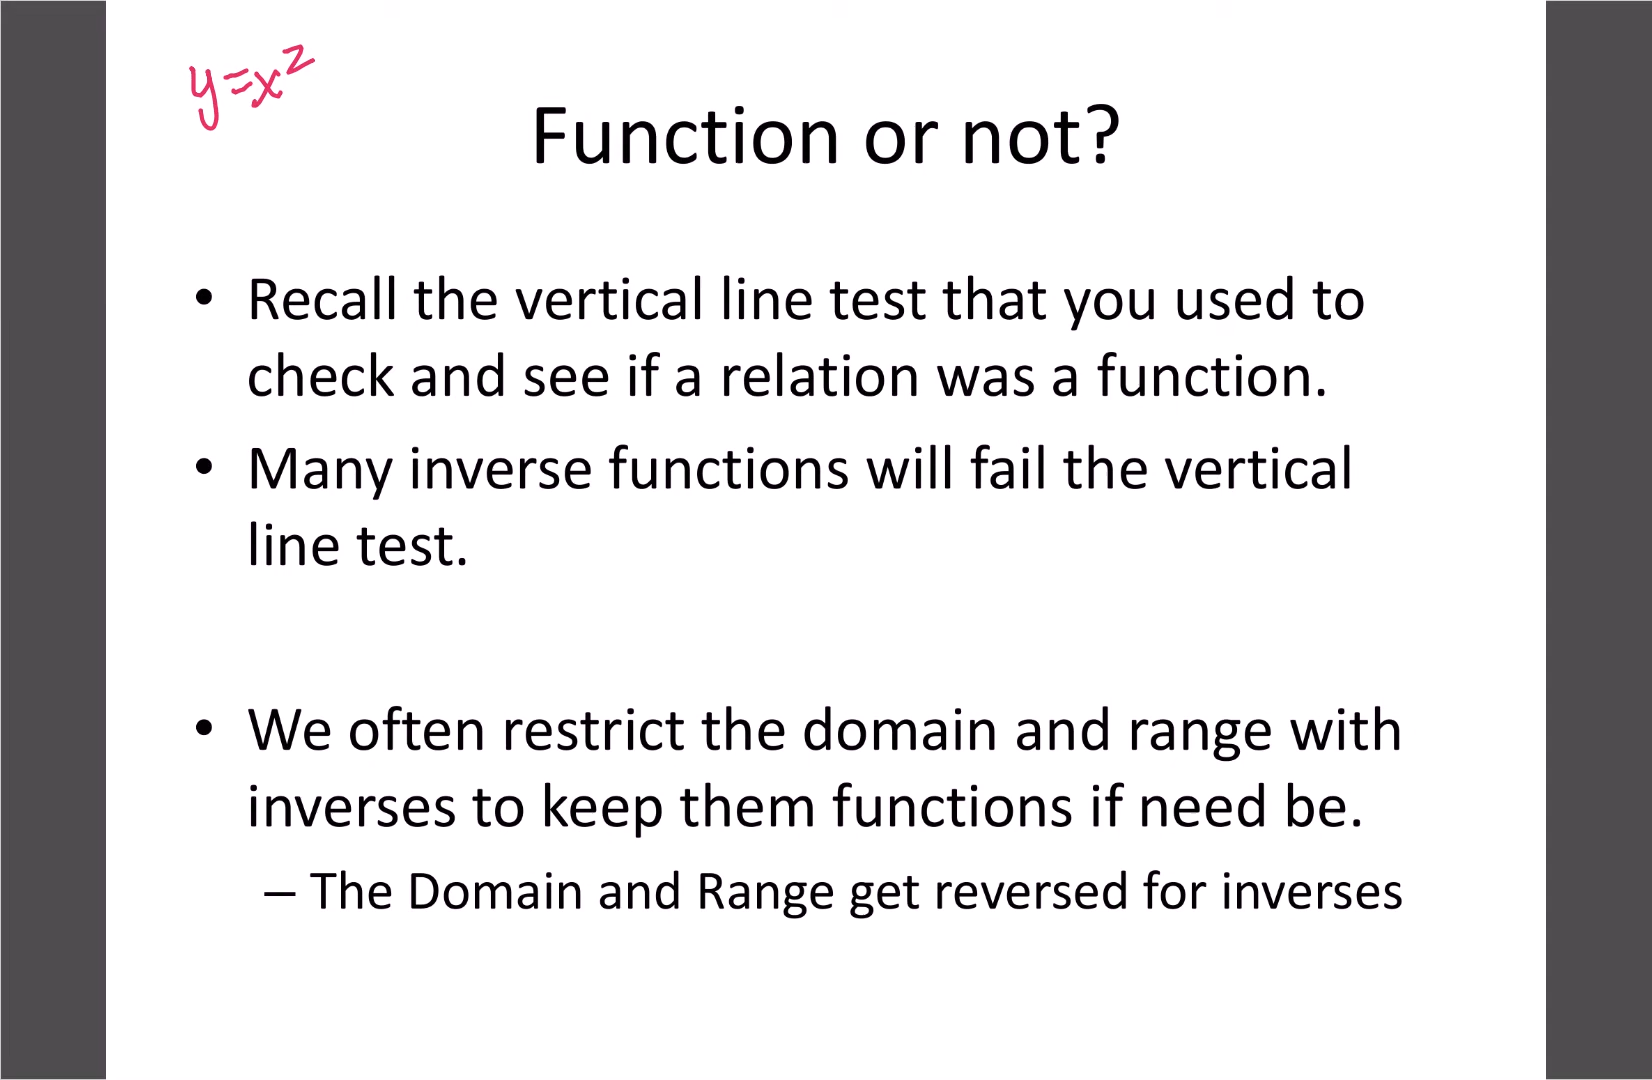 y=x²
Function or not?
• Recall the vertical line test that you used to
check and see if a relation was a function.
• Many inverse functions will fail the vertical
line test.
• We often restrict the domain and range with
inverses to keep them functions if need be.
– The Domain and Range get reversed for inverses